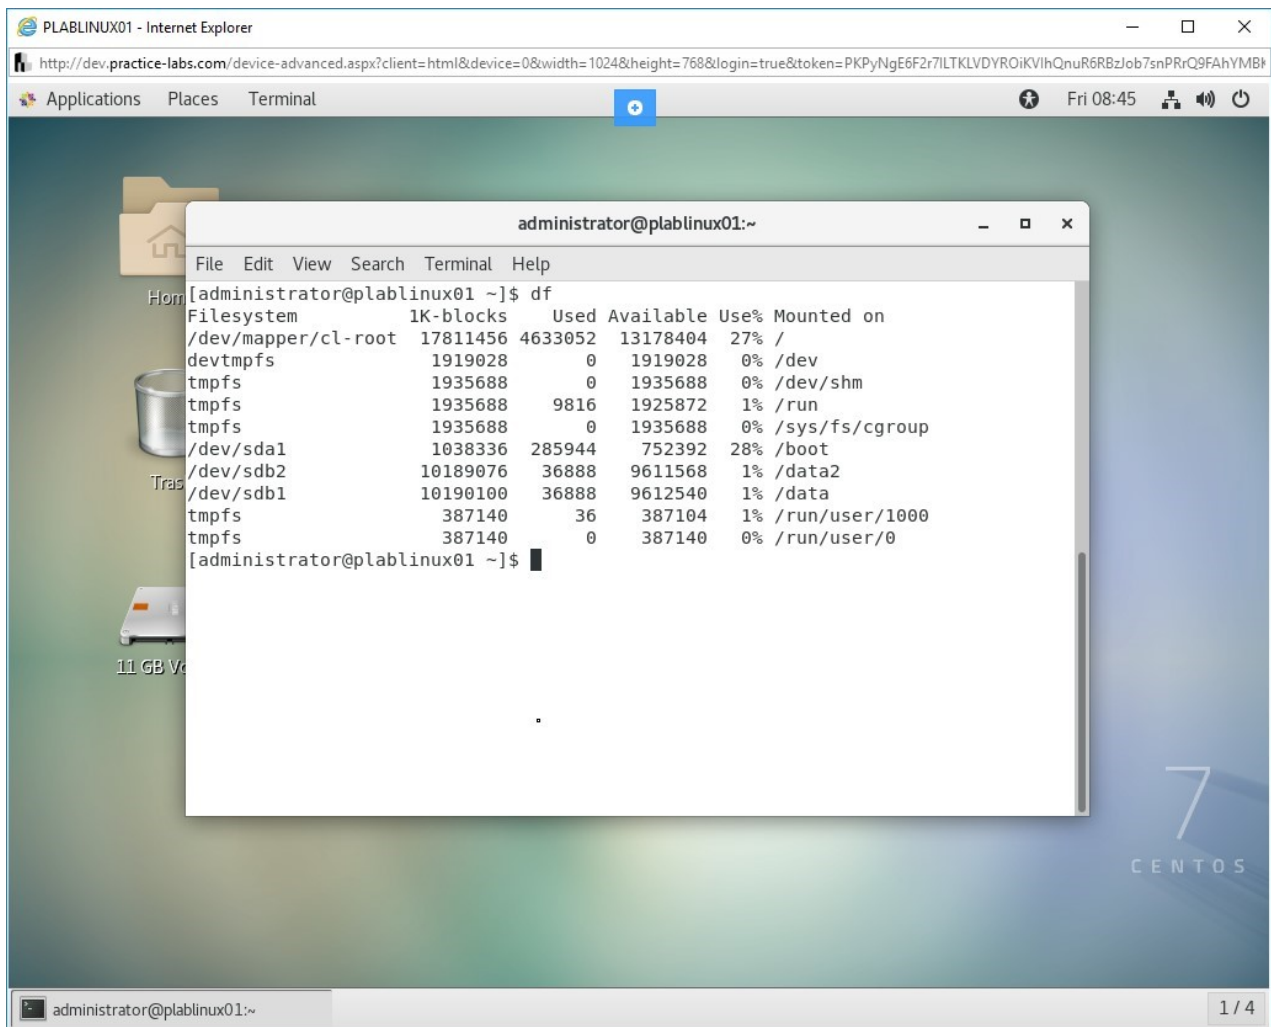 PLABLINUX01 - Internet Explorer
http://dev.practice-labs.com/device-advanced.aspx?client=html&device=0&width=1024&height=768&login=true&token=
Applications Places Terminal Fri 08:45
administrator@plablinux01:~
File Edit View Search Terminal Help
[administrator@plablinux01 ~]$ df
Filesystem 1K-blocks Used Available Use% Mounted on
/dev/mapper/cl-root 17811456 4633052 13178404 27% /
devtmpfs 1919028 0 1919028 0% /dev
tmpfs 1935688 0 1935688 0% /dev/shm
tmpfs 1935688 9816 1925872 1% /run
tmpfs 1935688 0 1935688 0% /sys/fs/cgroup
/dev/sda1 1038336 285944 752392 28% /boot
/dev/sdb2 10189076 36888 9611568 1% /data2
/dev/sdb1 10190100 36888 9612540 1% /data
tmpfs 387140 36 387104 1% /run/user/1000
tmpfs 387140 0 387140 0% /run/user/0
[administrator@plablinux01 ~]$
Hom
Tras
11 GB Vo
7
CENTOS
administrator@plablinux01:~ 1 / 4